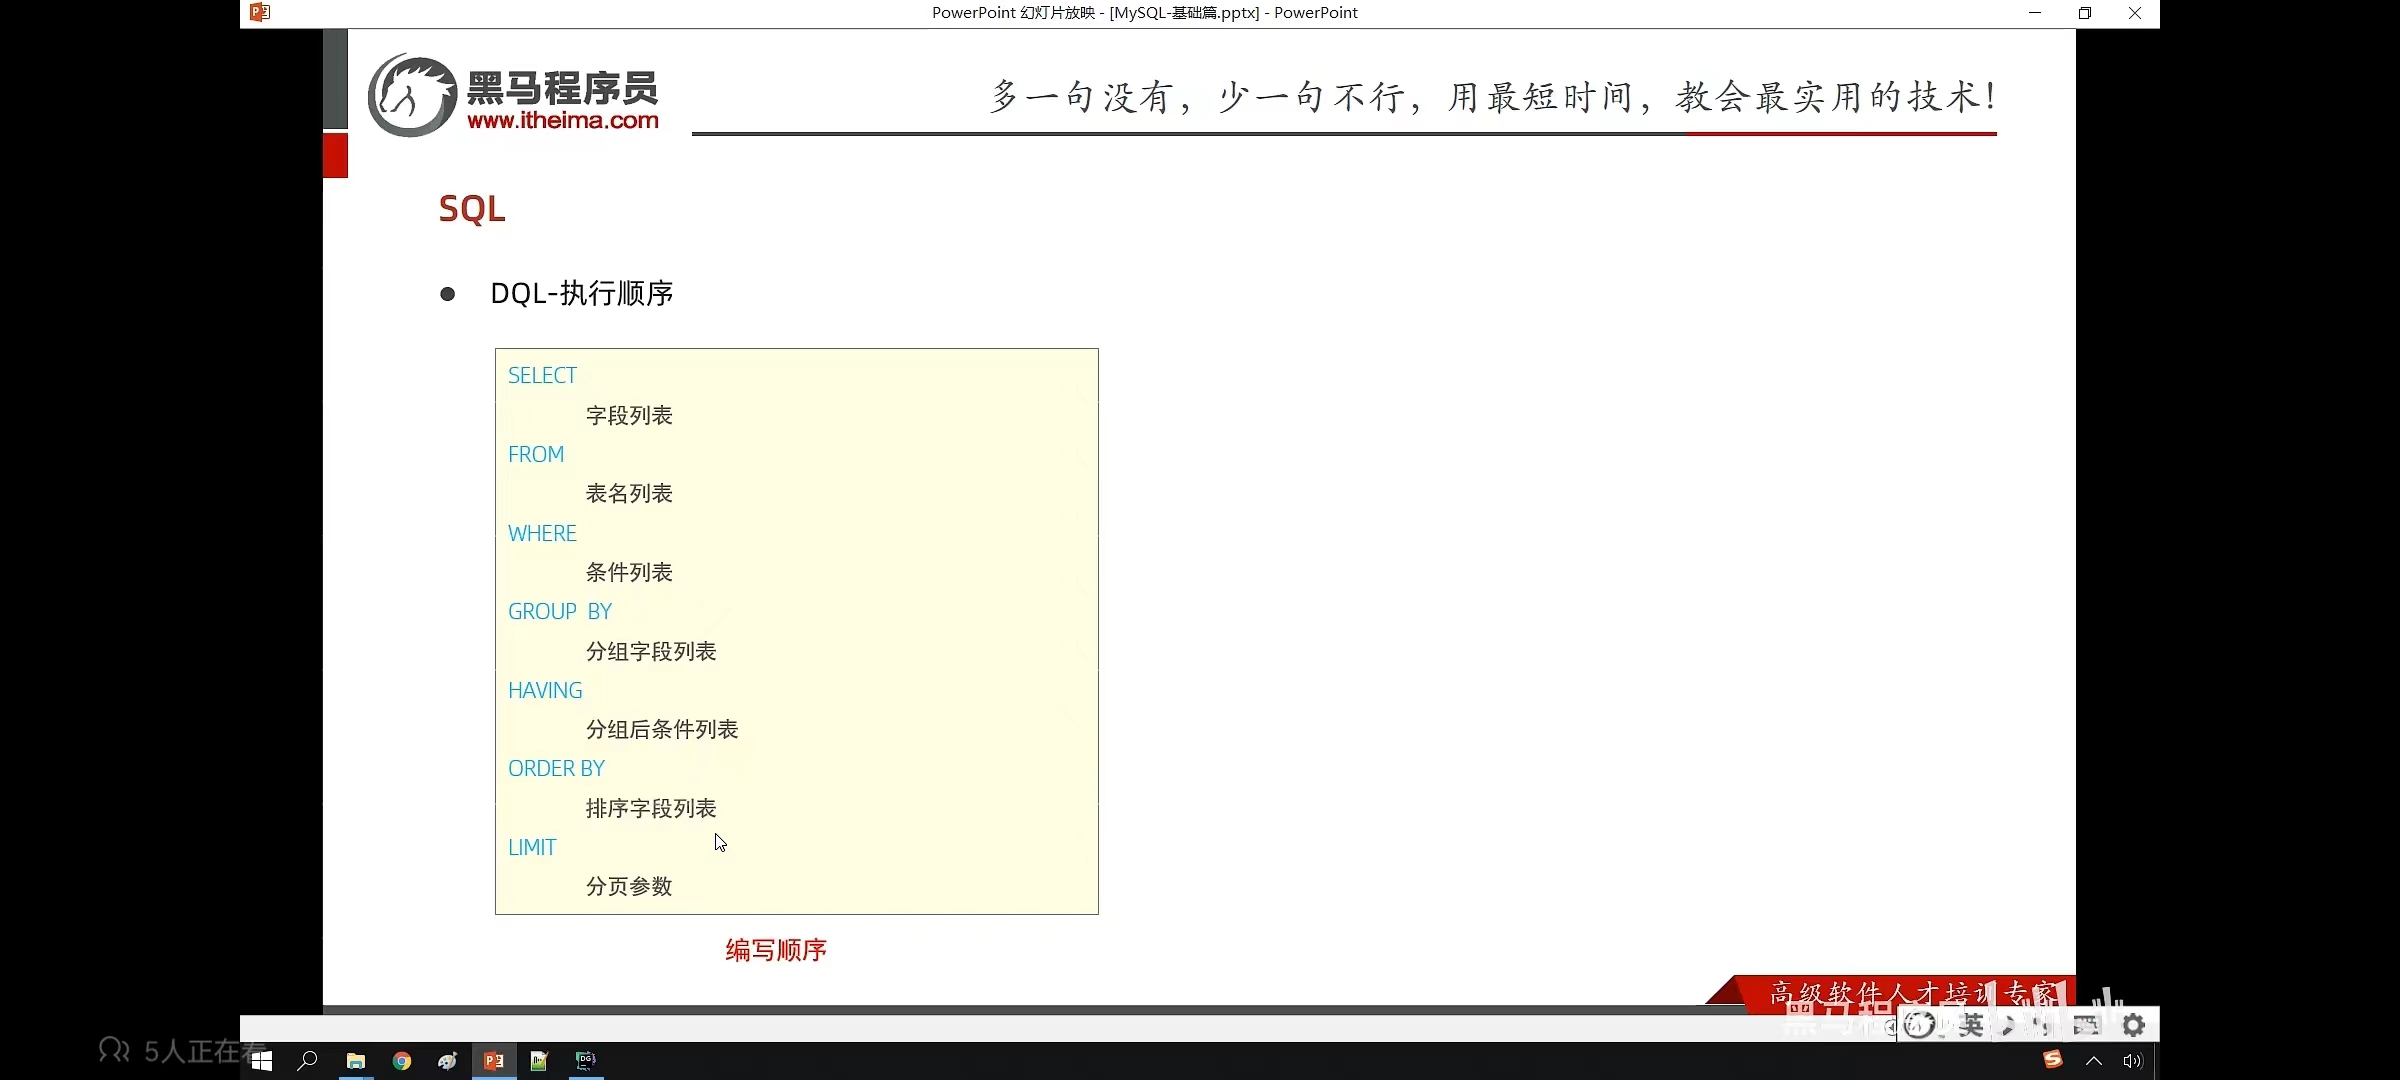 PowerPoint 幻灯片放映 - [MySQL-基础篇.pptx] - PowerPoint
黑马程序员
www.itheima.com
多一句没有，少一句不行，用最短时间，教会最实用的技术！
SQL
● DQL-执行顺序
SELECT
字段列表
FROM
表名列表
WHERE
条件列表
GROUP BY
分组字段列表
HAVING
分组后条件列表
ORDER BY
排序字段列表
LIMIT
分页参数
编写顺序
高级软件人才培训专家
黑马程序员
英
5人正在看